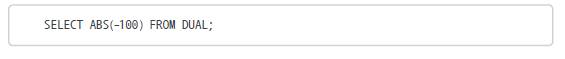 SELECT ABS(-100) FROM DUAL;